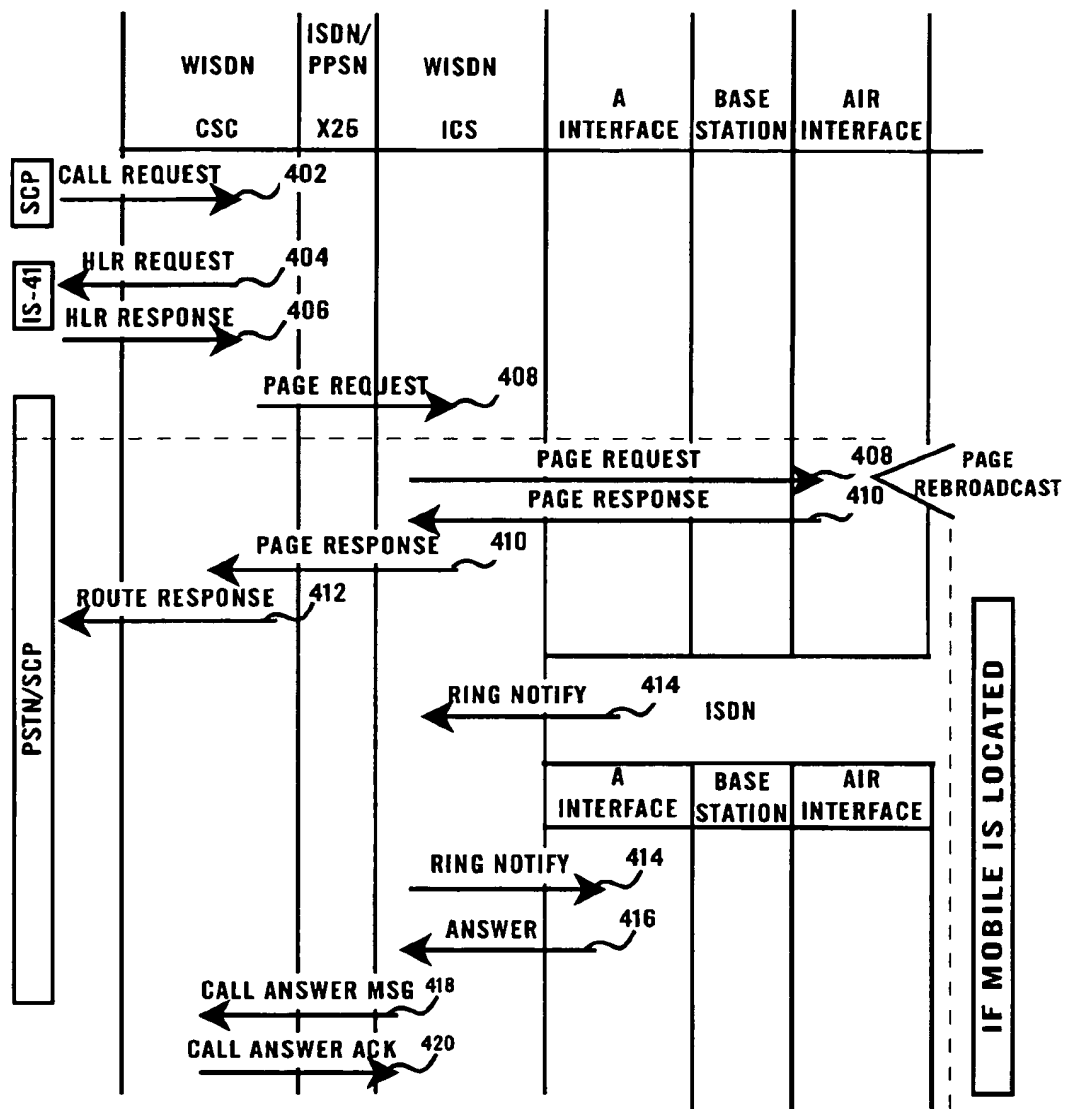 ISDN/
PPSN
WISDN
WISDN
A
INTERFACE
BASE
STATION
AIR
INTERFACE
CSC
X25
ICS
SCP
CALL REQUEST
402
IS-41
HLR REQUEST
404
HLR RESPONSE
406
PAGE REQUEST
408
PSTN/SCP
PAGE REQUEST
408
PAGE
REBROADCAST
PAGE RESPONSE
410
PAGE RESPONSE
410
ROUTE RESPONSE
412
IF MOBILE IS LOCATED
RING NOTIFY
414
ISDN
A
INTERFACE
BASE
STATION
AIR
INTERFACE
RING NOTIFY
414
ANSWER
416
CALL ANSWER MSG
418
CALL ANSWER ACK
420